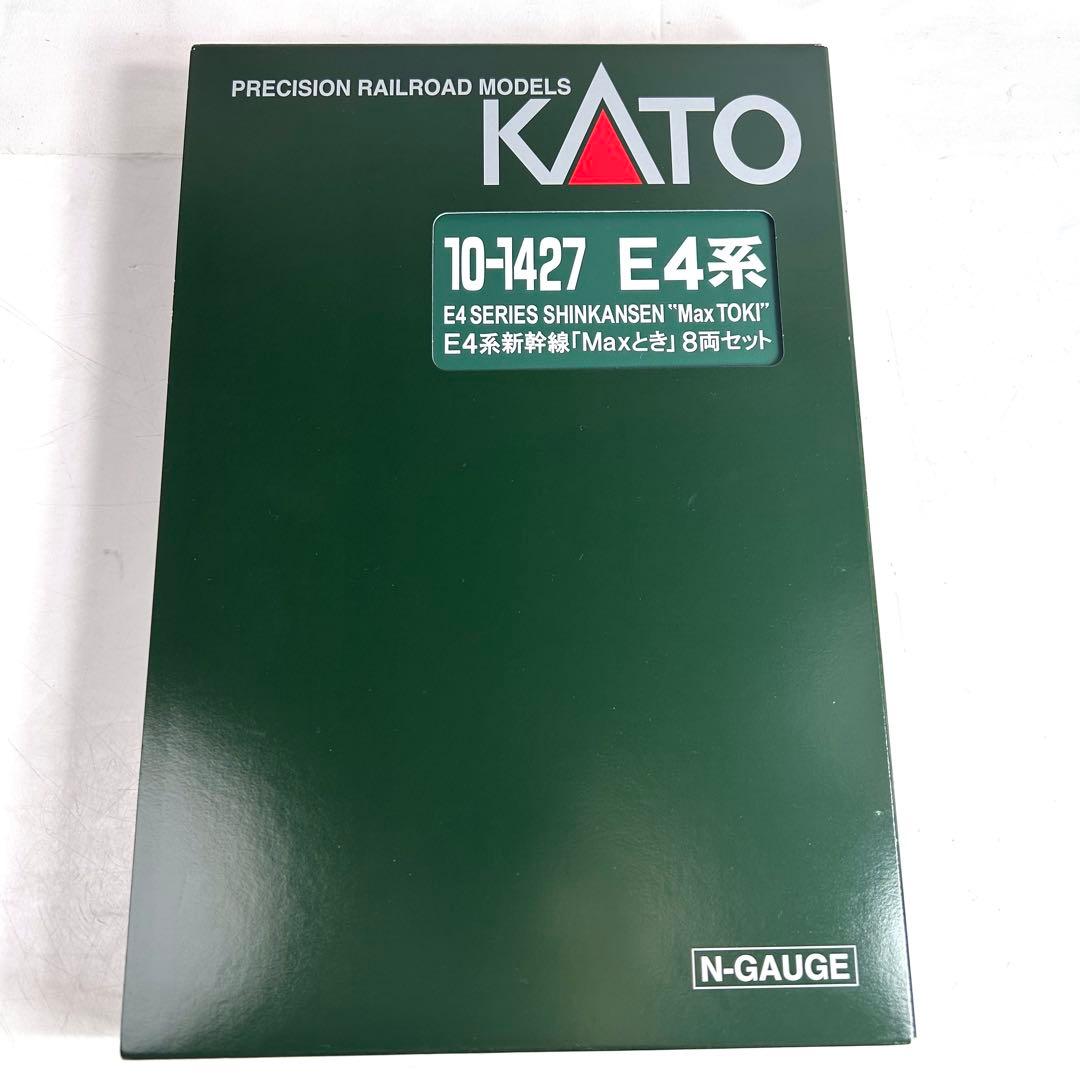 PRECISION RAILROAD MODELS
KATO
10-1427 E4系
E4 SERIES SHINKANSEN "Max TOKI"
E4系新幹線「Maxとき」8両セット
N-GAUGE